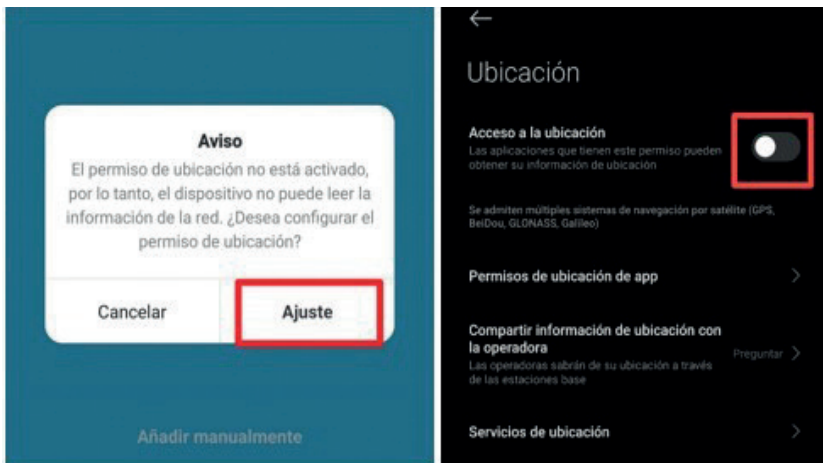 Aviso
El permiso de ubicación no está activado,
por lo tanto, el dispositivo no puede leer la
información de la red. ¿Desea configurar el
permiso de ubicación?
Cancelar
Ajuste
Añadir manualmente
Ubicación
Acceso a la ubicación
Las aplicaciones que tienen este permiso pueden
obtener su información de ubicación
Se admiten múltiples sistemas de navegación por satélite (GPS,
BeiDou, GLONASS, Galileo)
Permisos de ubicación de app
Compartir información de ubicación con
la operadora
Preguntar
Las operadoras sabrán de su ubicación a través
de las estaciones base
Servicios de ubicación